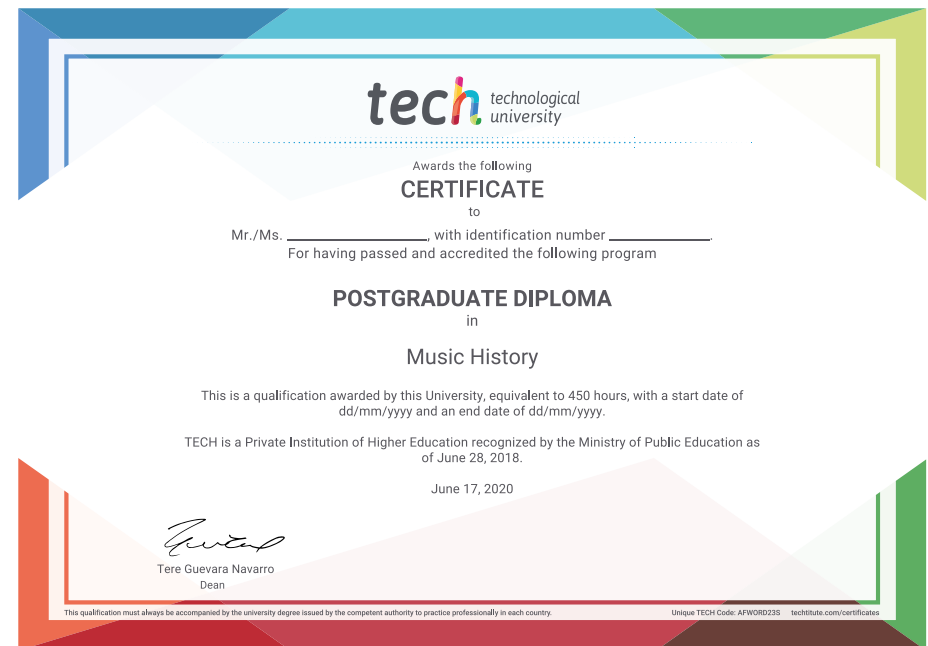 tech technological
university
Awards the following
CERTIFICATE
to
Mr./Ms. ____________, with identification number ____________.
For having passed and accredited the following program
POSTGRADUATE DIPLOMA
in
Music History
This is a qualification awarded by this University, equivalent to 450 hours, with a start date of
dd/mm/yyyy and an end date of dd/mm/yyyy.
TECH is a Private Institution of Higher Education recognized by the Ministry of Public Education as
of June 28, 2018.
June 17, 2020
Tere Guevara Navarro
Dean
This qualification must always be accompanied by the university degree issued by the competent authority to practice professionally in each country.
Unique TECH Code: AFWORD23S techtitute.com/certificates